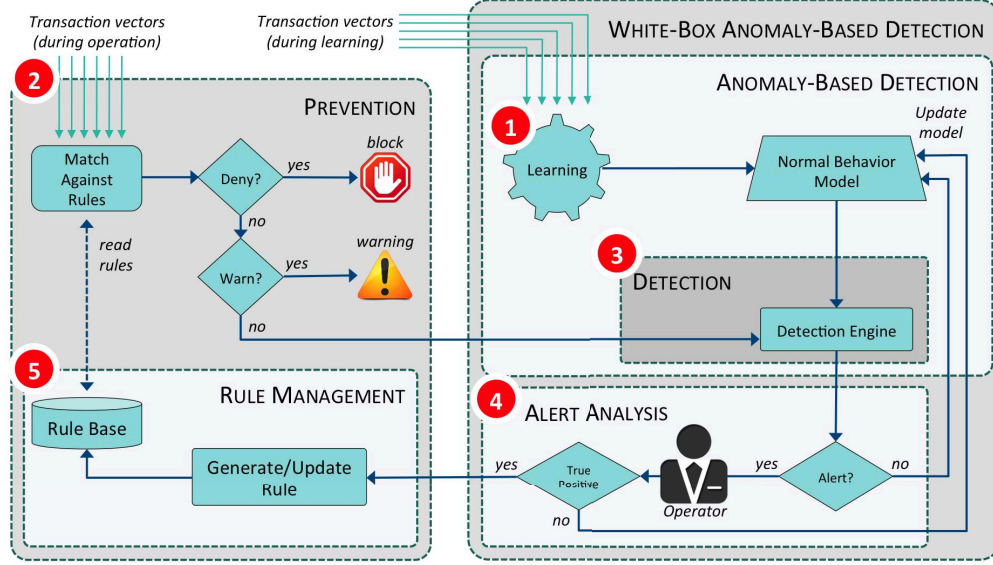 Transaction vectors
(during operation)
Transaction vectors
(during learning)
WHITE-BOX ANOMALY-BASED DETECTION
2
PREVENTION
ANOMALY-BASED DETECTION
Update
model
1
Match
Against
Rules
Deny?
yes
block
no
Learning
Normal Behavior
Model
read
rules
Warn?
yes
warning
no
3
DETECTION
Detection Engine
5
RULE MANAGEMENT
Rule Base
Generate/Update
Rule
4
ALERT ANALYSIS
yes
True
Positive
no
Operator
yes
Alert?
no